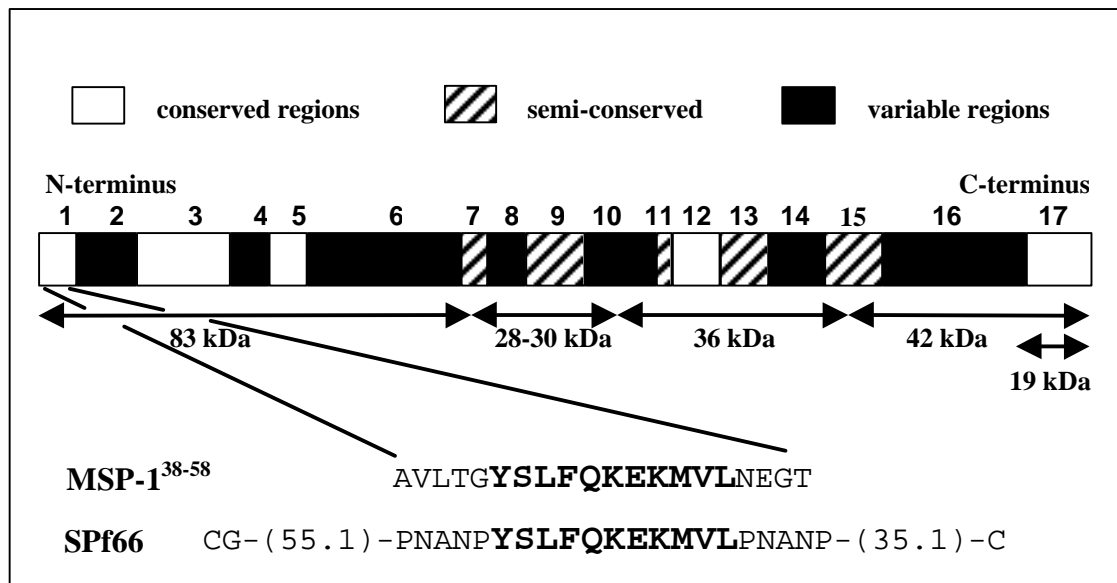 conserved regions semi-conserved variable regions
N-terminus C-terminus
1 2 3 4 5 6 7 8 9 10 11 12 13 14 15 16 17
83 kDa 28-30 kDa 36 kDa 42 kDa
19 kDa
MSP-1³⁸⁻⁵⁸ AVLTGYSLFQKEKMVLNEGT
SPf66 CG-(55.1)-PNANPYSLFQKEKMVLPNANP-(35.1)-C